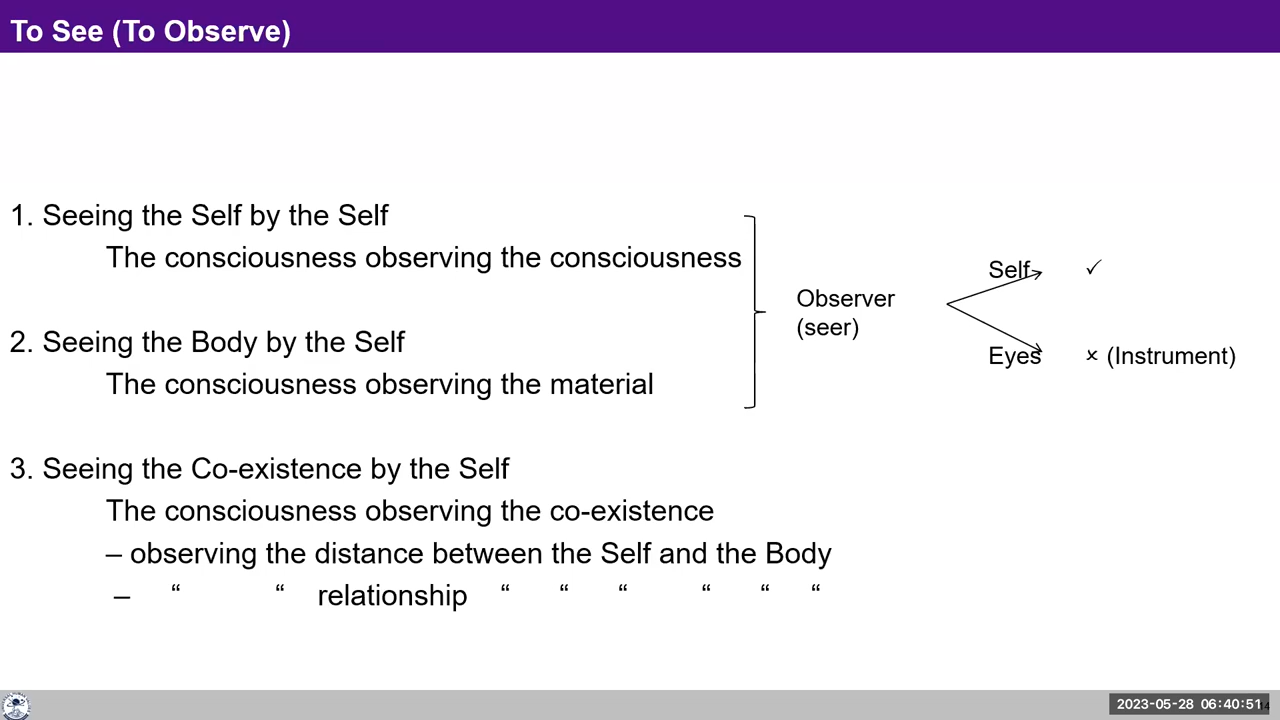 To See (To Observe)
1. Seeing the Self by the Self
The consciousness observing the consciousness
2. Seeing the Body by the Self
The consciousness observing the material
3. Seeing the Co-existence by the Self
The consciousness observing the co-existence
– observing the distance between the Self and the Body
– “ “ relationship “ “ “ “ “ “
Observer
(seer)
Self ✓
Eyes × (Instrument)
2023-05-28 06:40:51